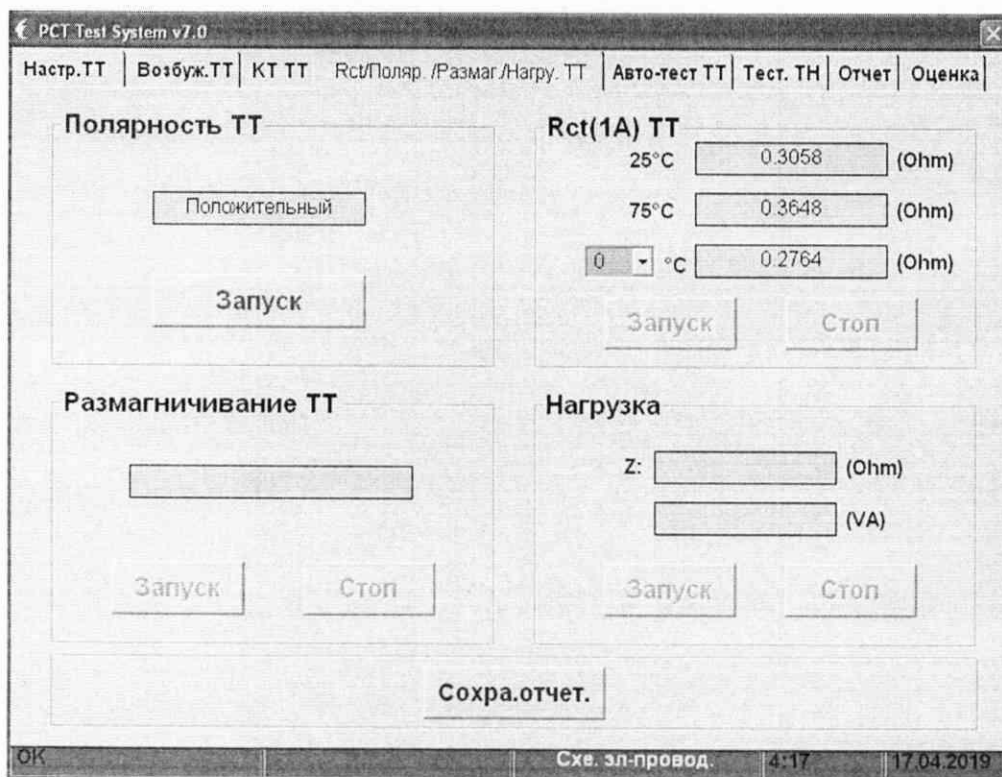 PCT Test System v7.0
Настр.ТТ Возбуж.ТТ КТ ТТ Rct/Поляр. /Размаг./Нагру. ТТ Авто-тест ТТ Тест. ТН Отчет Оценка
Полярность ТТ
Положительный
Запуск
Rct(1A) ТТ
25°C 0.3058 (Ohm)
75°C 0.3648 (Ohm)
0 °C 0.2764 (Ohm)
Запуск Стоп
Размагничивание ТТ
Запуск Стоп
Нагрузка
Z: (Ohm)
(VA)
Запуск Стоп
Сохра.отчет.
OK Схе. эл-провод. 4:17 17.04.2019